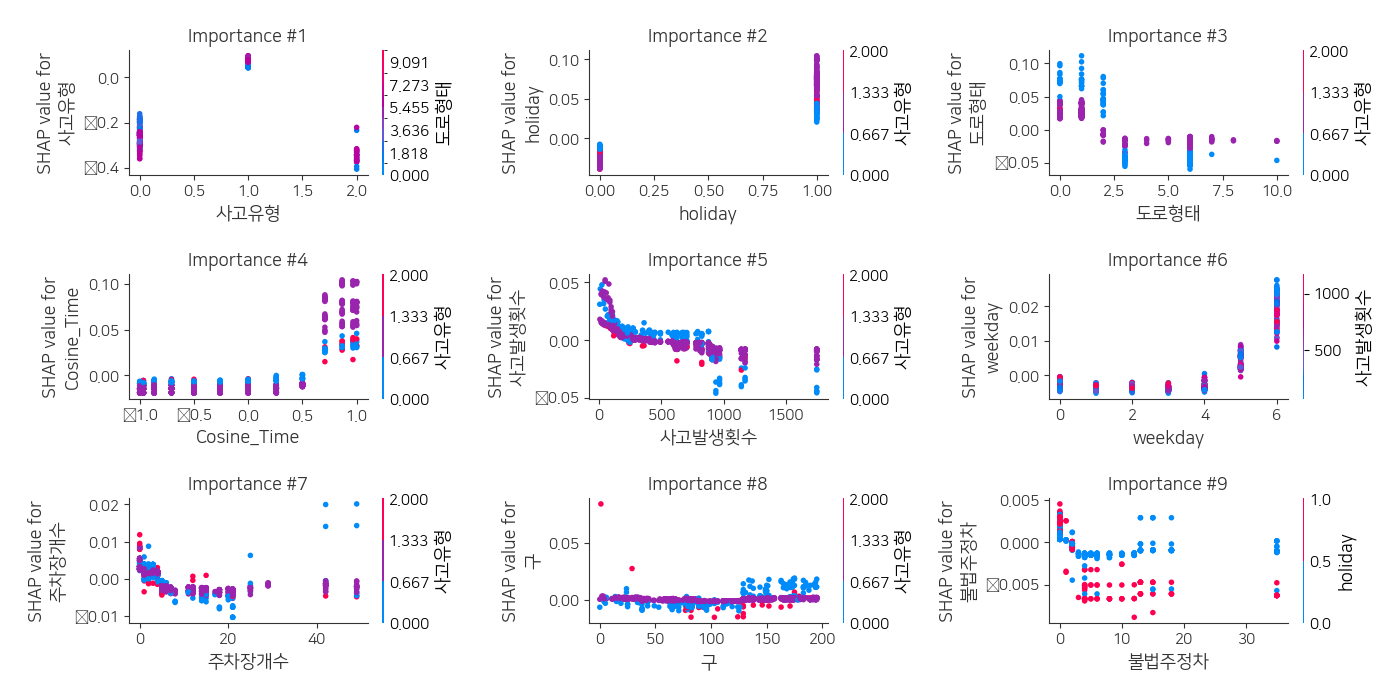 Importance #1
SHAP value for
사고유형
0.0
0.2
0.4
0.0
0.5
1.0
1.5
2.0
사고유형
9.091
7.273
5.455
3.636
1.818
0.000
도로형태
Importance #2
SHAP value for
holiday
0.10
0.05
0.00
0.00
0.25
0.50
0.75
1.00
holiday
2.000
1.333
0.667
0.000
사고유형
Importance #3
SHAP value for
도로형태
0.10
0.05
0.00
0.05
0.0
2.5
5.0
7.5
10.0
도로형태
2.000
1.333
0.667
0.000
사고유형
Importance #4
SHAP value for
Cosine_Time
0.10
0.05
0.00
1.0
0.5
0.0
0.5
1.0
Cosine_Time
2.000
1.333
0.667
0.000
사고유형
Importance #5
SHAP value for
사고발생횟수
0.05
0.00
0.05
0
500
1000
1500
사고발생횟수
2.000
1.333
0.667
0.000
사고유형
Importance #6
SHAP value for
weekday
0.02
0.01
0.00
0
2
4
6
weekday
1000
500
사고발생횟수
Importance #7
SHAP value for
주차장개수
0.02
0.01
0.00
0.01
0
20
40
주차장개수
2.000
1.333
0.667
0.000
사고유형
Importance #8
SHAP value for
구
0.05
0.00
0
50
100
150
200
구
2.000
1.333
0.667
0.000
사고유형
Importance #9
SHAP value for
불법주정차
0.005
0.000
0.005
0
10
20
30
불법주정차
1.0
0.5
0.0
holiday